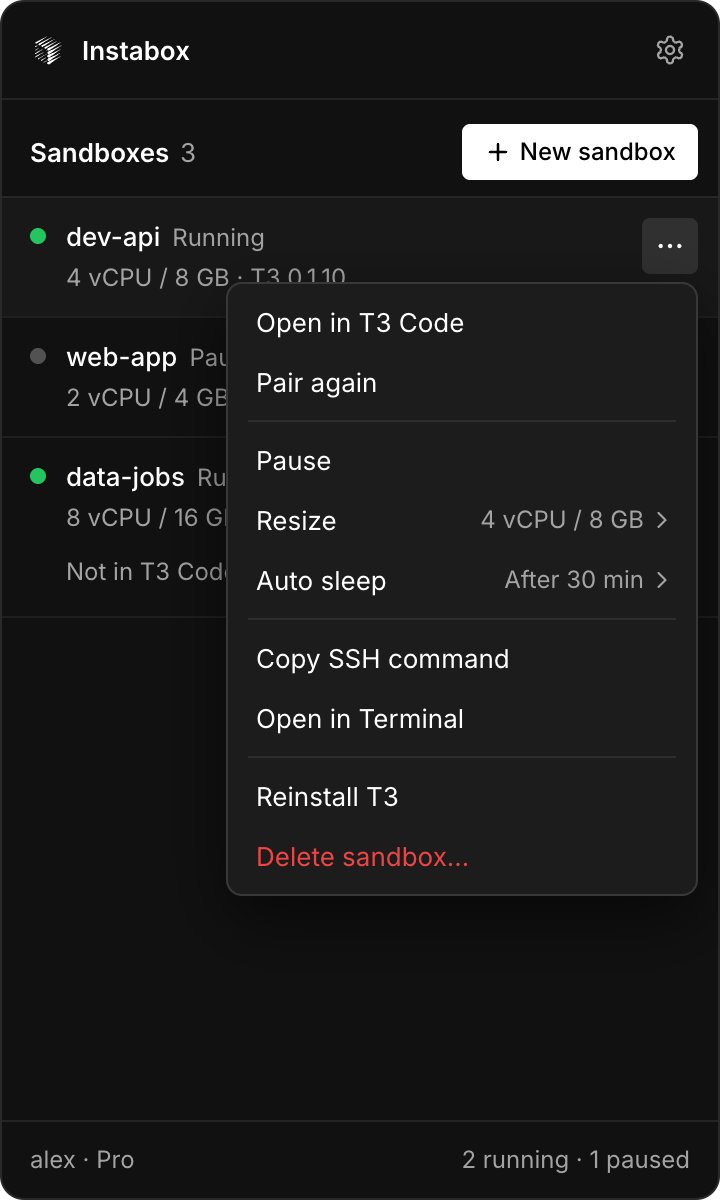 Instabox
Sandboxes 3
+ New sandbox
dev-api Running
4 vCPU / 8 GB · T3 0.1.10
web-app
2 vCPU / 4 GB
data-jobs
8 vCPU / 16
Not in T3
Open in T3 Code
Pair again
Pause
Resize 4 vCPU / 8 GB >
Auto sleep After 30 min >
Copy SSH command
Open in Terminal
Reinstall T3
Delete sandbox...
alex · Pro
2 running · 1 paused